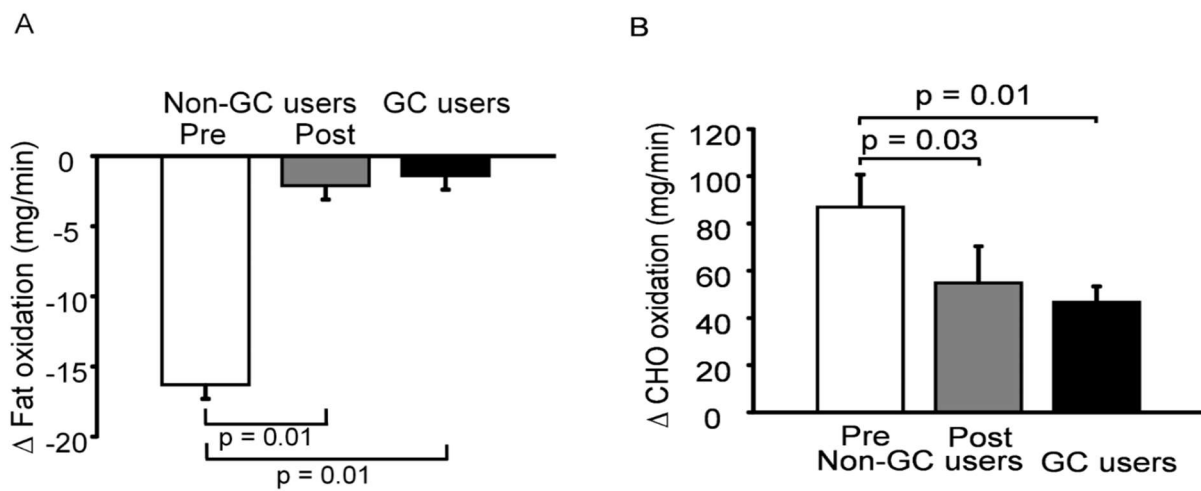 A
Non-GC users GC users
Pre Post
0
-5
-10
-15
-20
Δ Fat oxidation (mg/min)
p = 0.01
p = 0.01
B
p = 0.01
p = 0.03
120
100
80
60
40
20
0
Δ CHO oxidation (mg/min)
Pre Post
Non-GC users GC users